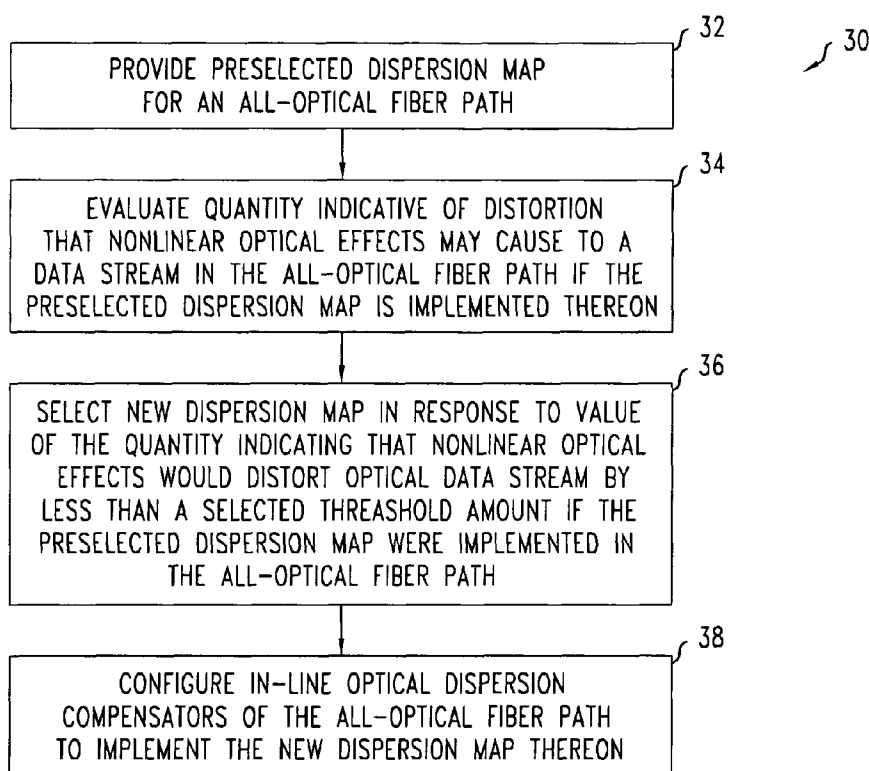 30
32
PROVIDE PRESELECTED DISPERSION MAP
FOR AN ALL-OPTICAL FIBER PATH
34
EVALUATE QUANTITY INDICATIVE OF DISTORTION
THAT NONLINEAR OPTICAL EFFECTS MAY CAUSE TO A
DATA STREAM IN THE ALL-OPTICAL FIBER PATH IF THE
PRESELECTED DISPERSION MAP IS IMPLEMENTED THEREON
36
SELECT NEW DISPERSION MAP IN RESPONSE TO VALUE
OF THE QUANTITY INDICATING THAT NONLINEAR OPTICAL
EFFECTS WOULD DISTORT OPTICAL DATA STREAM BY
LESS THAN A SELECTED THRESHOLD AMOUNT IF THE
PRESELECTED DISPERSION MAP WERE IMPLEMENTED IN
THE ALL-OPTICAL FIBER PATH
38
CONFIGURE IN-LINE OPTICAL DISPERSION
COMPENSATORS OF THE ALL-OPTICAL FIBER PATH
TO IMPLEMENT THE NEW DISPERSION MAP THEREON